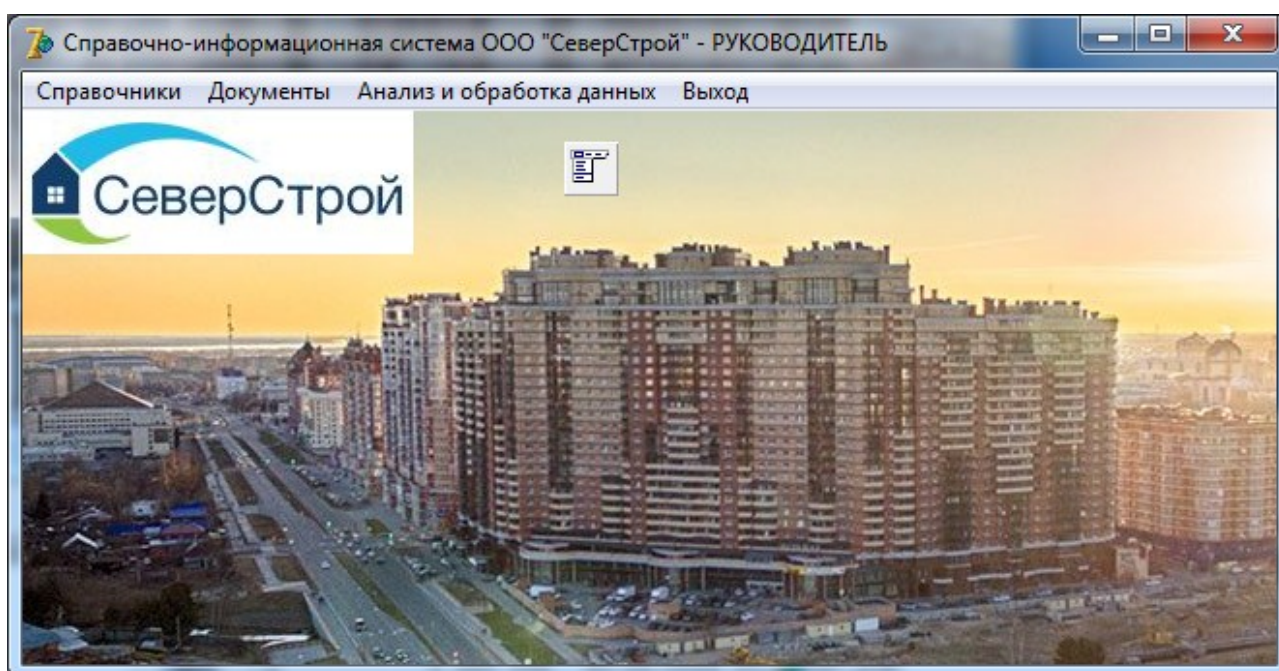 Справочно-информационная система ООО "СеверСтрой" - РУКОВОДИТЕЛЬ
Справочники Документы Анализ и обработка данных Выход
СеверСтрой